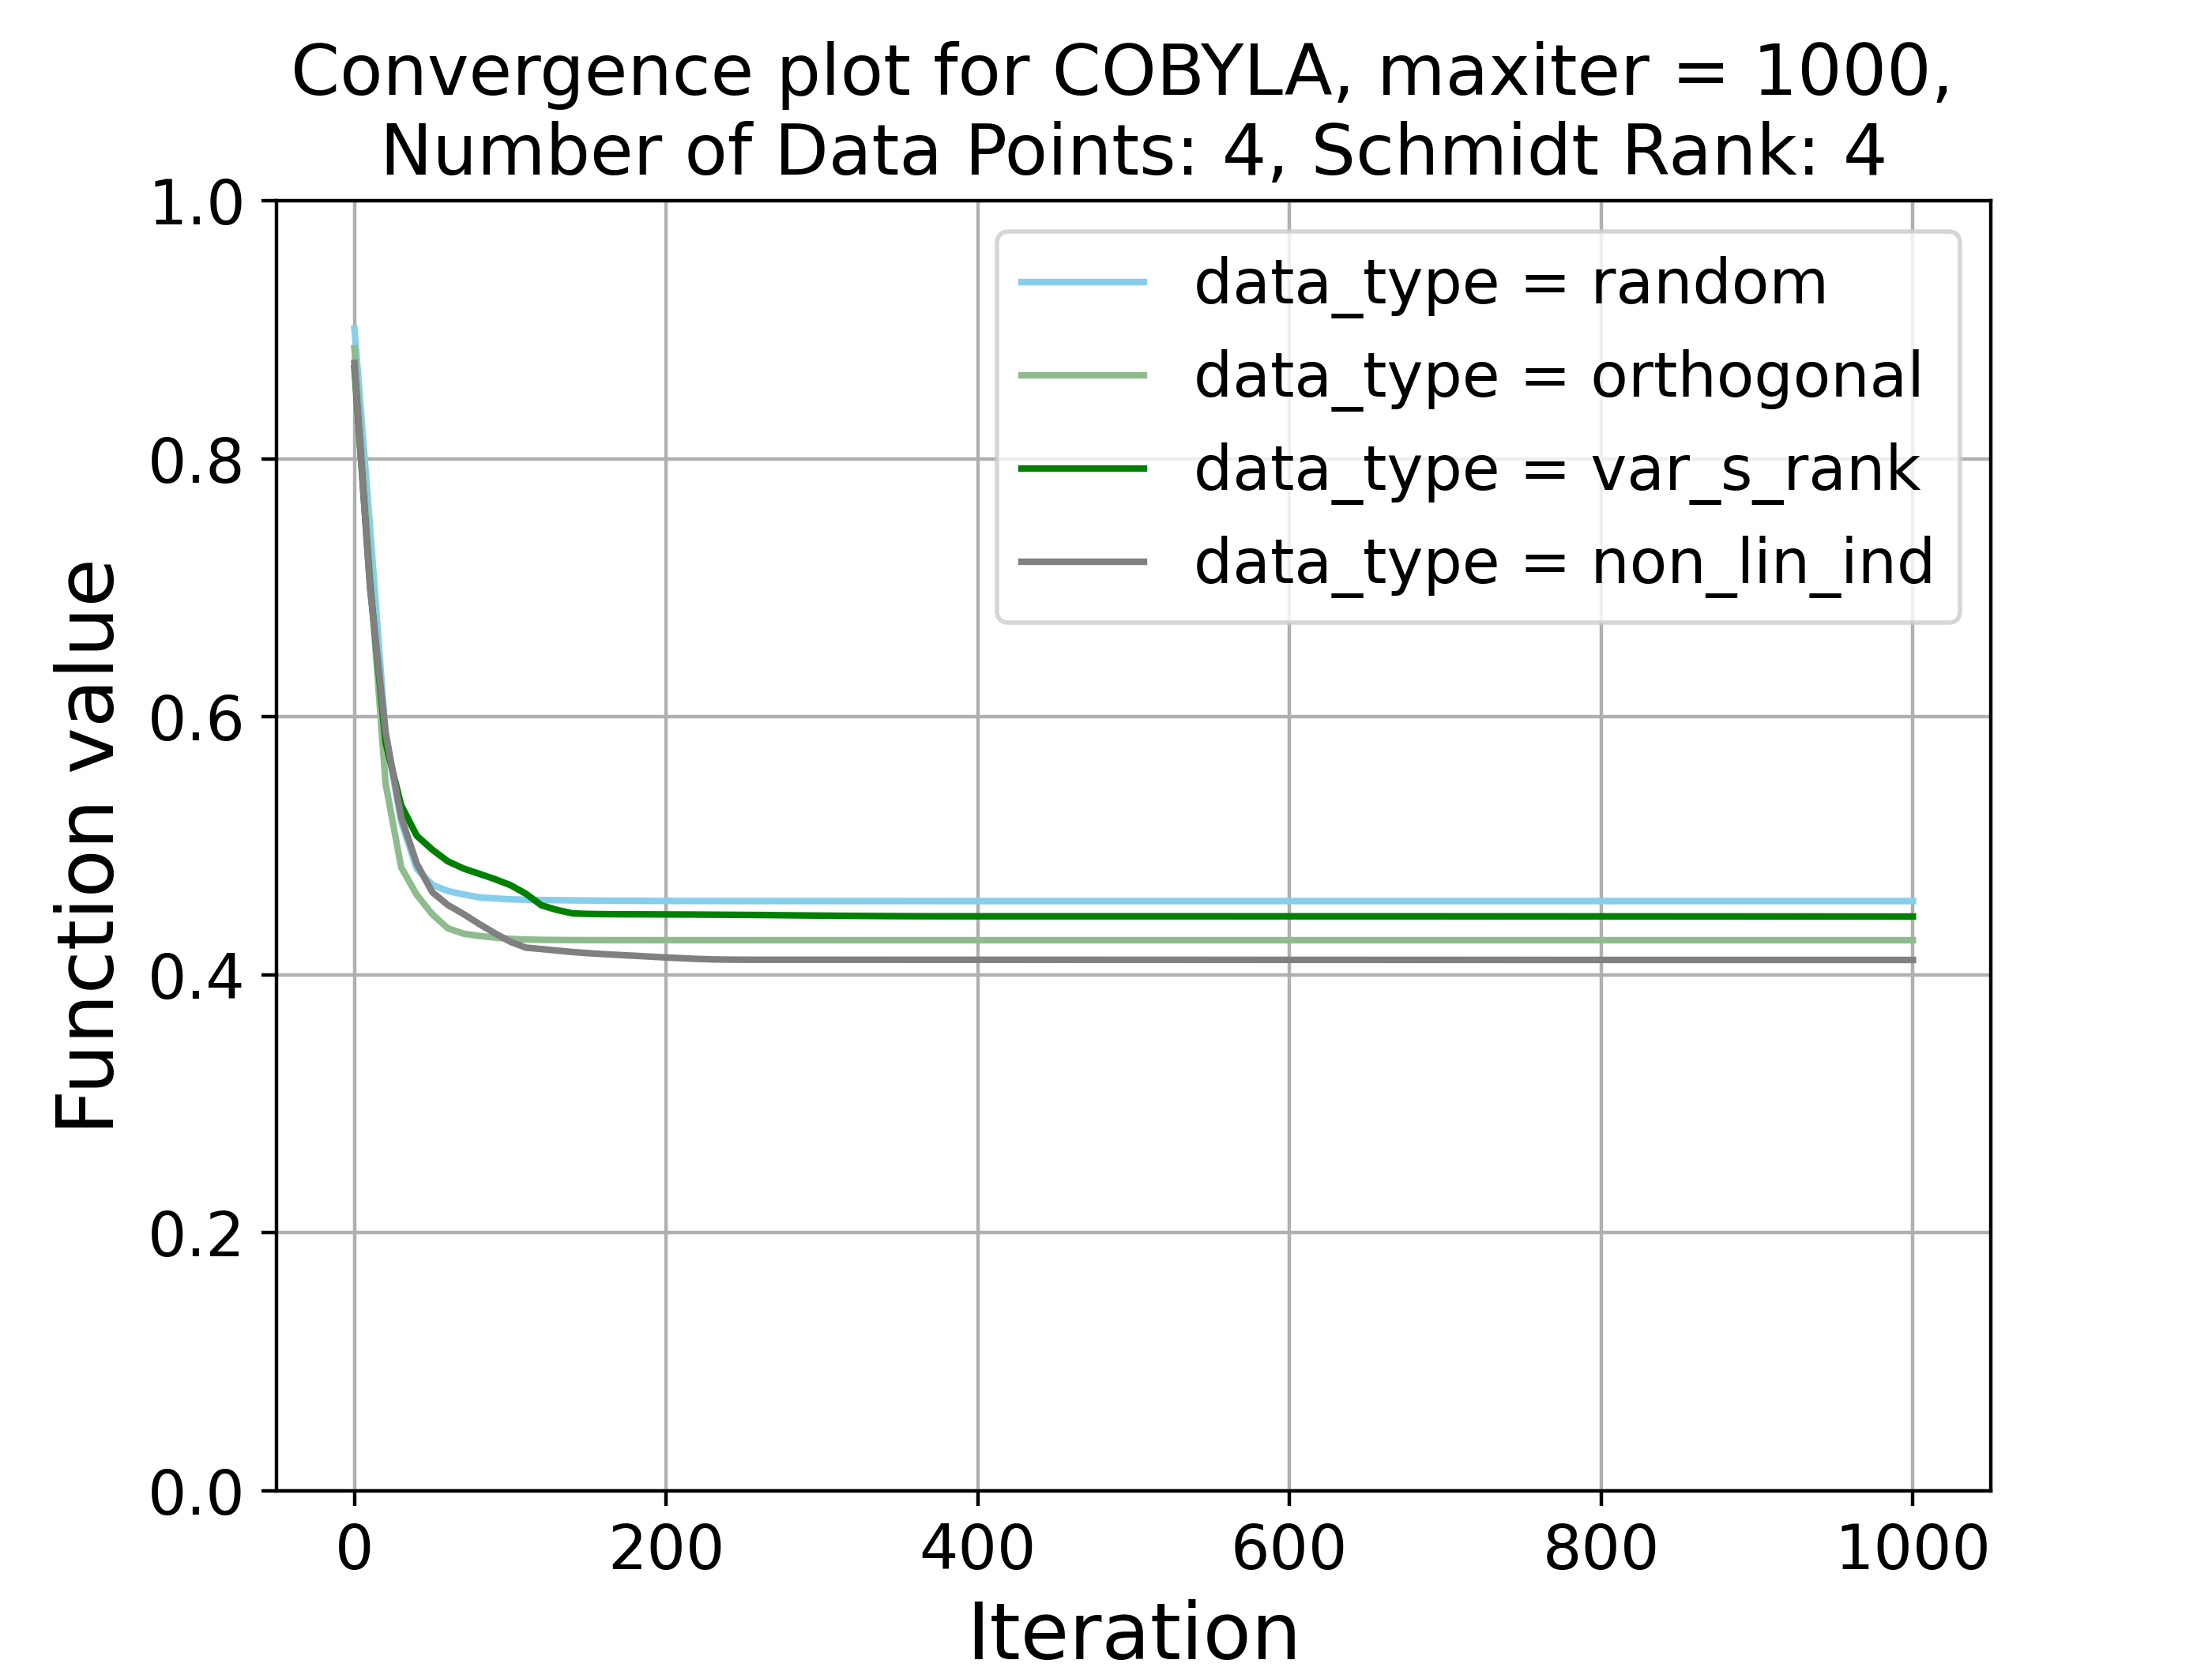 Convergence plot for COBYLA, maxiter = 1000,
Number of Data Points: 4, Schmidt Rank: 4
1.0
0.8
0.6
0.4
0.2
0.0
Function value
data_type = random
data_type = orthogonal
data_type = var_s_rank
data_type = non_lin_ind
0 200 400 600 800 1000
Iteration